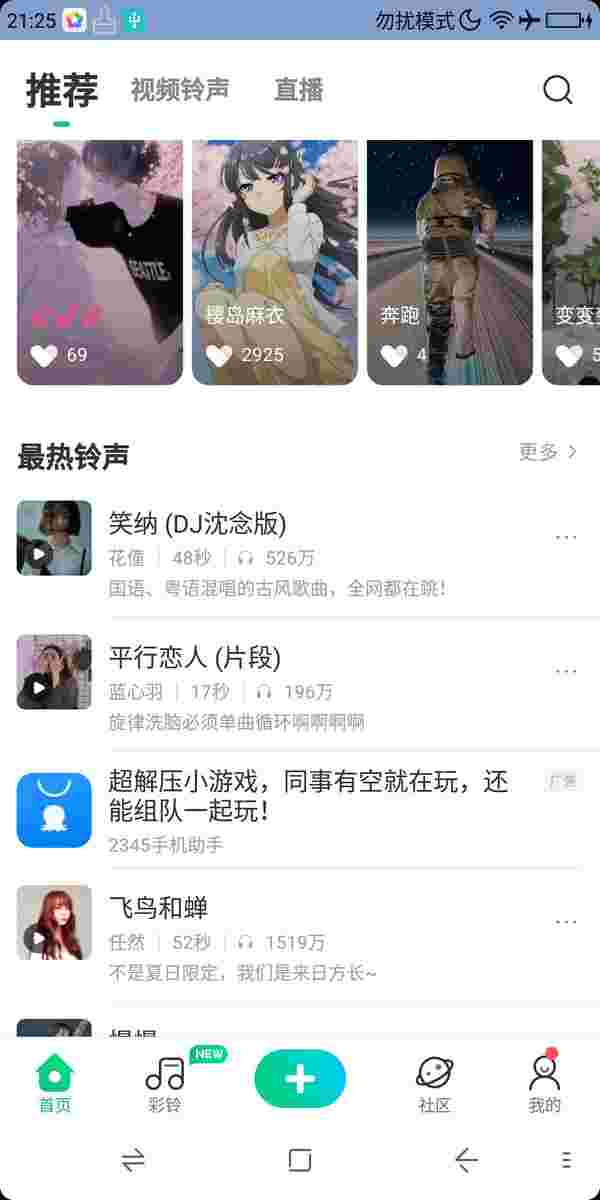 21:25
勿扰模式
推荐 视频铃声 直播
樱岛麻衣
奔跑
变变
69
2925
4
5
最热铃声
更多
笑纳 (DJ沈念版)
花僮 48秒 526万
国语、粤语混唱的古风歌曲，全网都在跳！
平行恋人 (片段)
蓝心羽 17秒 196万
旋律洗脑必须单曲循环啊啊啊啊
超解压小游戏，同事有空就在玩，还
能组队一起玩！
广告
2345手机助手
飞鸟和蝉
任然 52秒 1519万
不是夏日限定，我们是来日方长~
NEW
首页 彩铃 社区 我的